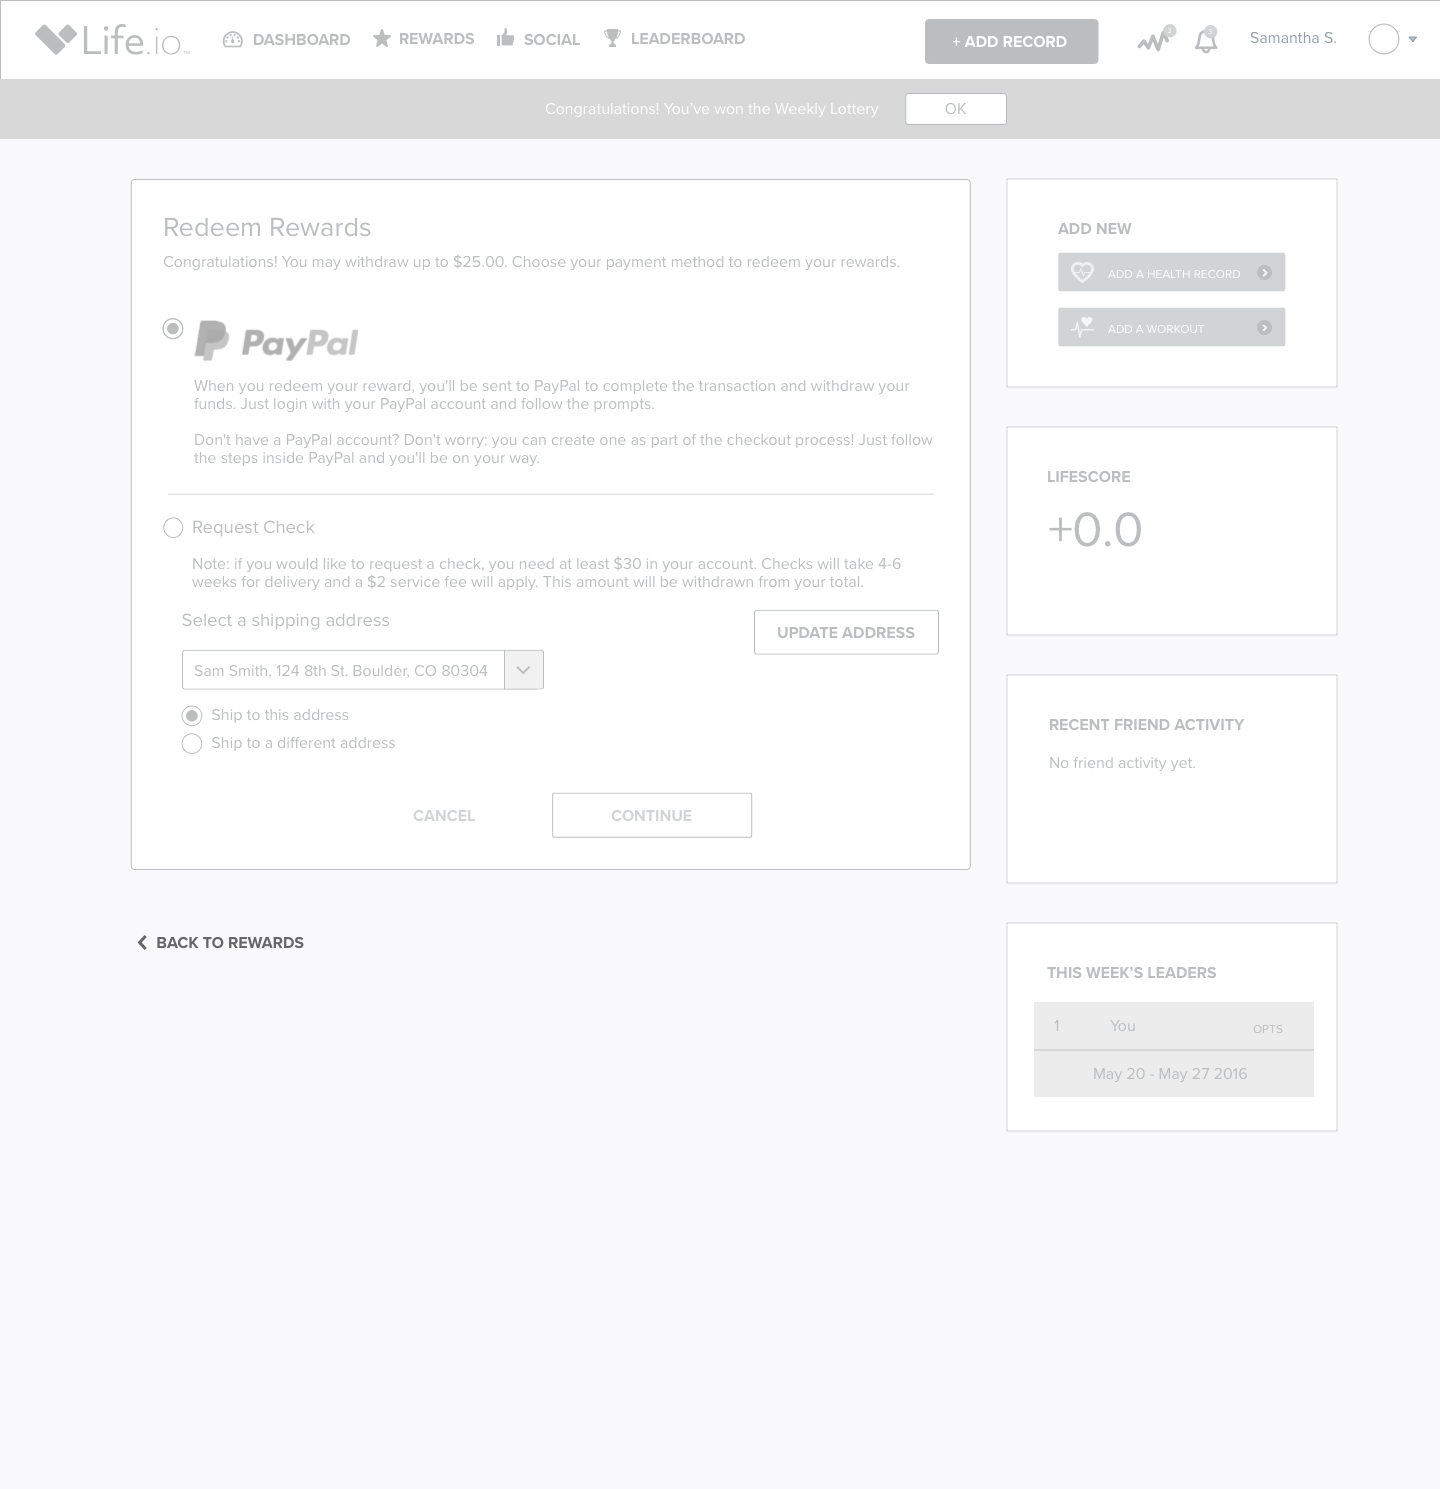 Life.io
DASHBOARD
REWARDS
SOCIAL
LEADERBOARD
+ ADD RECORD
Samantha S.
Congratulations! You've won the Weekly Lottery
OK
Redeem Rewards
Congratulations! You may withdraw up to $25.00. Choose your payment method to redeem your rewards.
PayPal
When you redeem your reward, you'll be sent to PayPal to complete the transaction and withdraw your
funds. Just login with your PayPal account and follow the prompts.
Don't have a PayPal account? Don't worry: you can create one as part of the checkout process! Just follow
the steps inside PayPal and you'll be on your way.
Request Check
Note: if you would like to request a check, you need at least $30 in your account. Checks will take 4-6
weeks for delivery and a $2 service fee will apply. This amount will be withdrawn from your total.
Select a shipping address
UPDATE ADDRESS
Sam Smith, 124 8th St. Boulder, CO 80304
Ship to this address
Ship to a different address
CANCEL
CONTINUE
BACK TO REWARDS
ADD NEW
ADD A HEALTH RECORD
ADD A WORKOUT
LIFESCORE
+0.0
RECENT FRIEND ACTIVITY
No friend activity yet.
THIS WEEK'S LEADERS
1 You OPTS
May 20 - May 27 2016